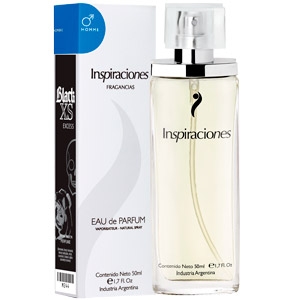 HOMME
Black
XS
EXCESS
Inspiraciones
FRAGANCIAS
EAU de PARFUM
VAPORISATEUR - NATURAL SPRAY
Contenido Neto 50ml
℮1,7 fl. Oz
Industria Argentina
Inspiraciones
Contenido Neto 50ml
℮1,7 fl. Oz
Industria Argentina